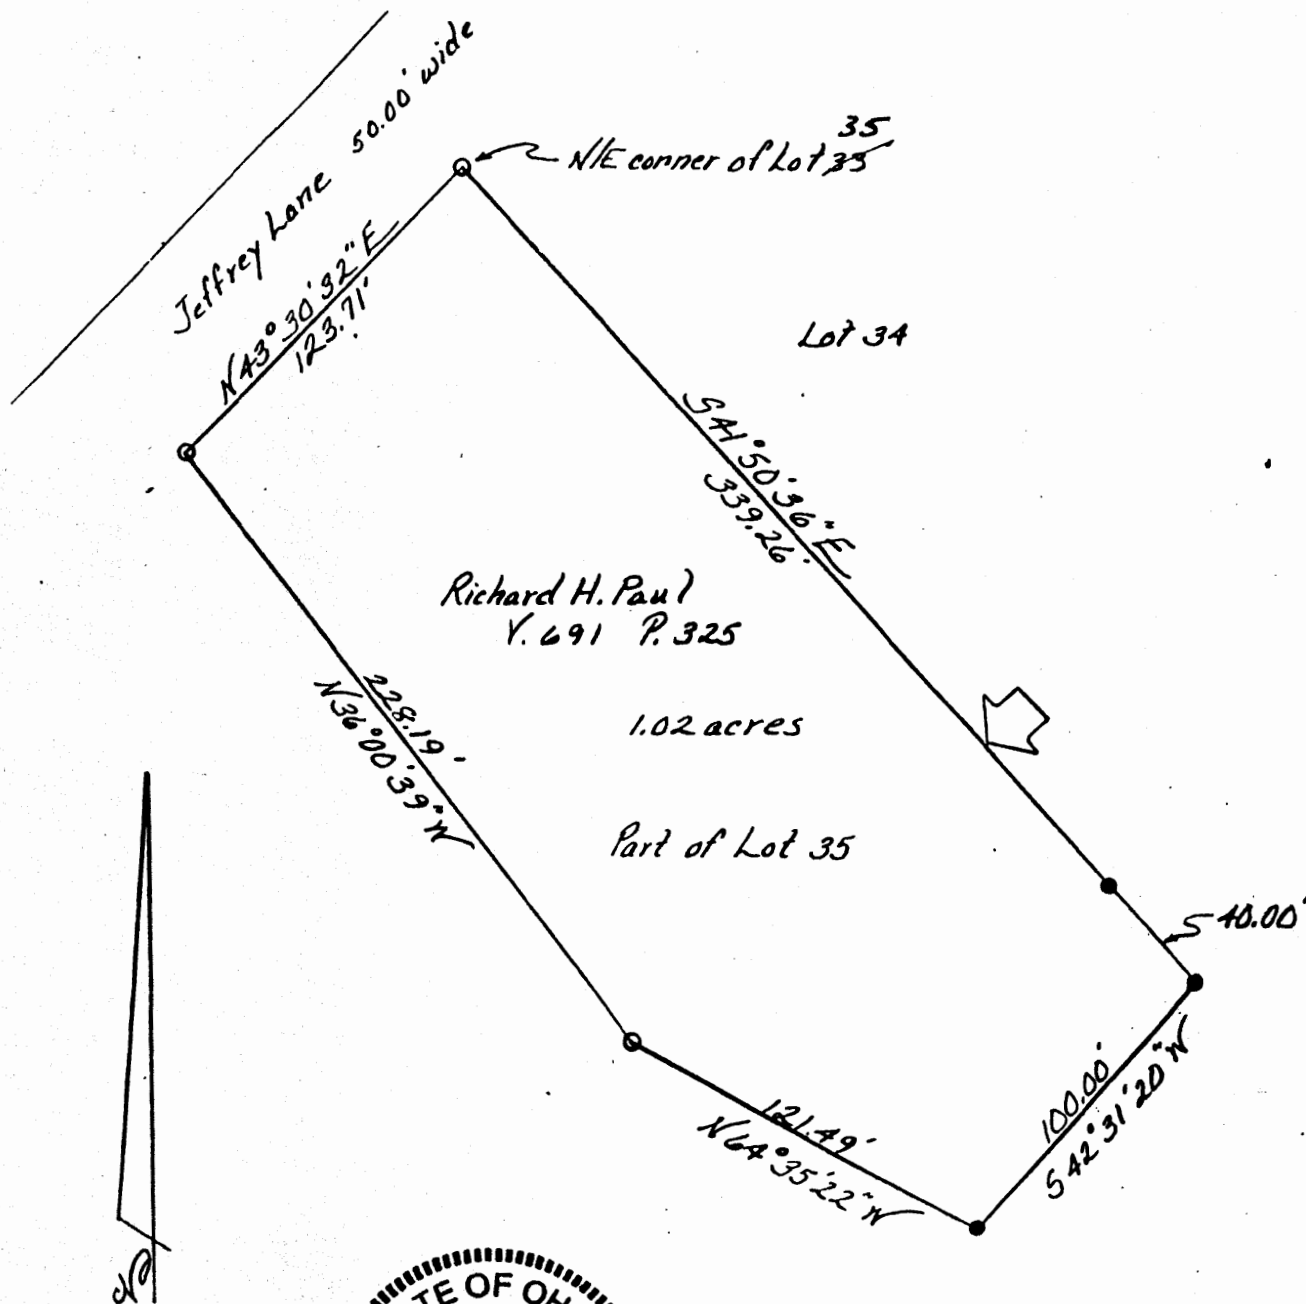 Jeffrey Lane 50.00' wide
35
N/E corner of Lot 33
N43°30'32"E
123.71'
Lot 34
S41°50'36"E
339.26'
Richard H. Paul
V. 691 P. 325
228.19'
N36°00'39"W
1.02 acres
Part of Lot 35
40.00'
100.00'
S42°31'20"W
121.49'
N64°35'22"W
N
TE OF OH